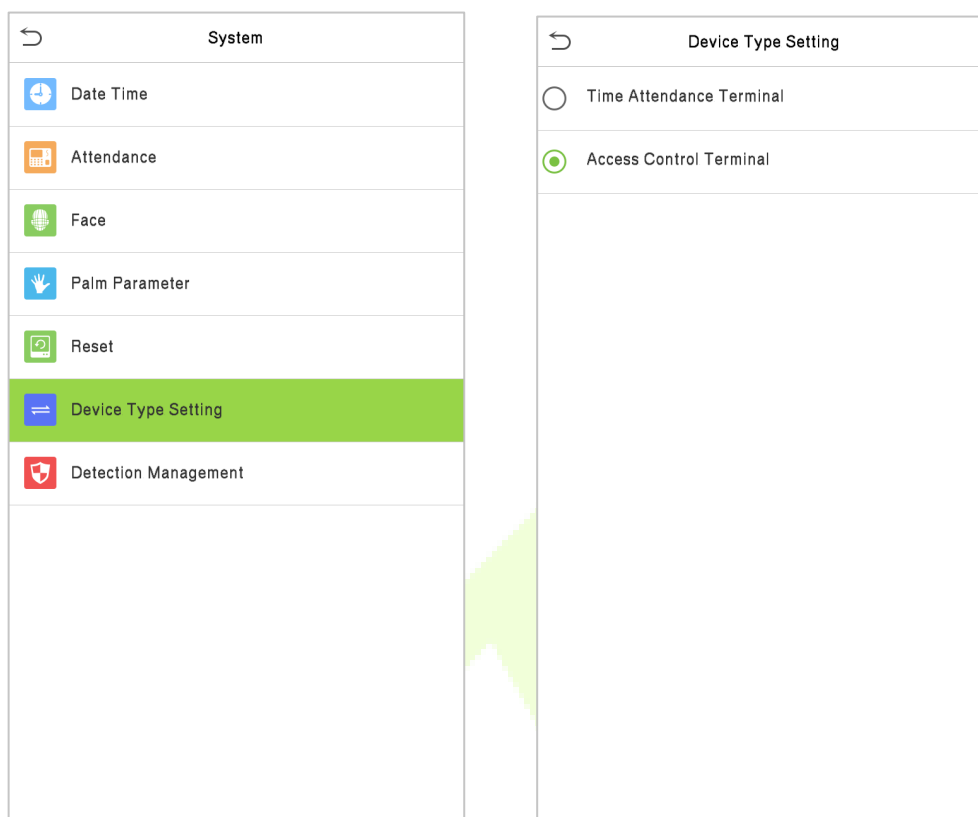 System
Date Time
Attendance
Face
Palm Parameter
Reset
Device Type Setting
Detection Management
Device Type Setting
Time Attendance Terminal
Access Control Terminal